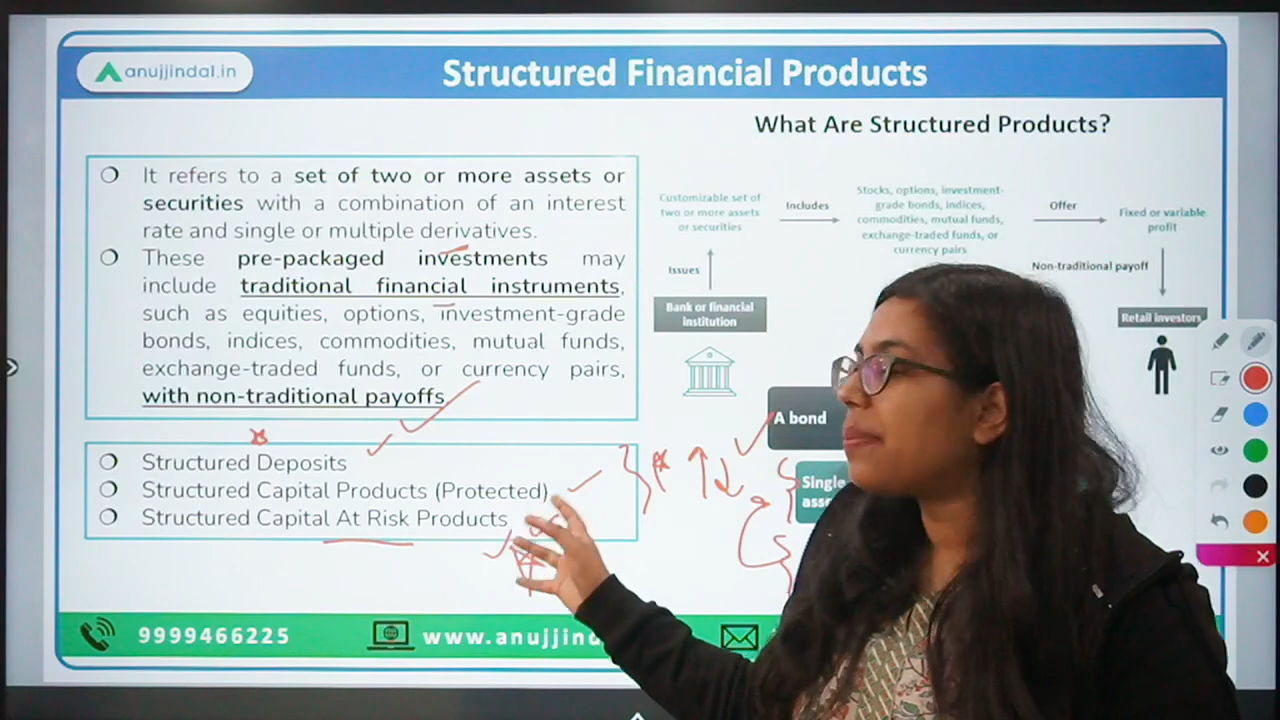 anujjindal.in
Structured Financial Products
What Are Structured Products?
❍ It refers to a set of two or more assets or
securities with a combination of an interest
rate and single or multiple derivatives.
❍ These pre-packaged investments may
include traditional financial instruments,
such as equities, options, investment-grade
bonds, indices, commodities, mutual funds,
exchange-traded funds, or currency pairs,
with non-traditional payoffs
❍ Structured Deposits
❍ Structured Capital Products (Protected)
❍ Structured Capital At Risk Products
Customizable set of
two or more assets
or securities
Includes
Stocks, options, investment-
grade bonds, indices,
commodities, mutual funds,
exchange-traded funds, or
currency pairs
Offer
Fixed or variable
profit
Issues
Non-traditional payoff
Bank or financial
institution
Retail investors
A bond
Single
9999466225